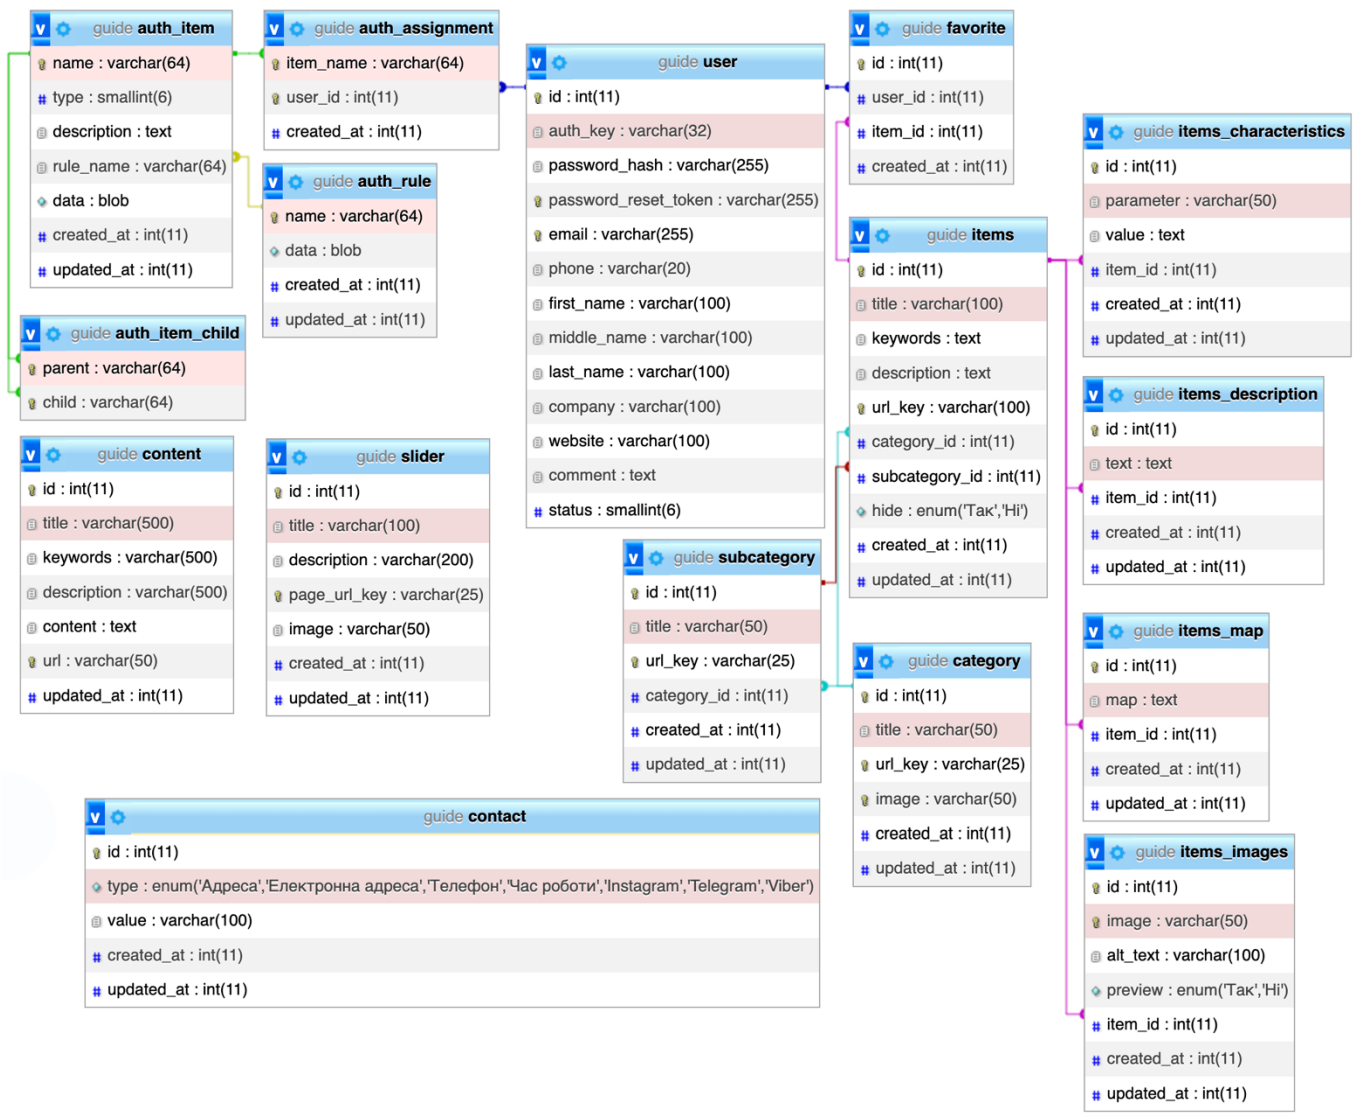 guide auth_item
name : varchar(64)
type : smallint(6)
description : text
rule_name : varchar(64)
data : blob
created_at : int(11)
updated_at : int(11)
guide auth_assignment
item_name : varchar(64)
user_id : int(11)
created_at : int(11)
guide auth_rule
name : varchar(64)
data : blob
created_at : int(11)
updated_at : int(11)
guide auth_item_child
parent : varchar(64)
child : varchar(64)
guide content
id : int(11)
title : varchar(500)
keywords : varchar(500)
description : varchar(500)
content : text
url : varchar(50)
updated_at : int(11)
guide slider
id : int(11)
title : varchar(100)
description : varchar(200)
page_url_key : varchar(25)
image : varchar(50)
created_at : int(11)
updated_at : int(11)
guide user
id : int(11)
auth_key : varchar(32)
password_hash : varchar(255)
password_reset_token : varchar(255)
email : varchar(255)
phone : varchar(20)
first_name : varchar(100)
middle_name : varchar(100)
last_name : varchar(100)
company : varchar(100)
website : varchar(100)
comment : text
status : smallint(6)
guide favorite
id : int(11)
user_id : int(11)
item_id : int(11)
created_at : int(11)
guide items
id : int(11)
title : varchar(100)
keywords : text
description : text
url_key : varchar(100)
category_id : int(11)
subcategory_id : int(11)
hide : enum('Так','Ні')
created_at : int(11)
updated_at : int(11)
guide subcategory
id : int(11)
title : varchar(50)
url_key : varchar(25)
category_id : int(11)
created_at : int(11)
updated_at : int(11)
guide category
id : int(11)
title : varchar(50)
url_key : varchar(25)
image : varchar(50)
created_at : int(11)
updated_at : int(11)
guide items_characteristics
id : int(11)
parameter : varchar(50)
value : text
item_id : int(11)
created_at : int(11)
updated_at : int(11)
guide items_description
id : int(11)
text : text
item_id : int(11)
created_at : int(11)
updated_at : int(11)
guide items_map
id : int(11)
map : text
item_id : int(11)
created_at : int(11)
updated_at : int(11)
guide items_images
id : int(11)
image : varchar(50)
alt_text : varchar(100)
preview : enum('Так','Ні')
item_id : int(11)
created_at : int(11)
updated_at : int(11)
guide contact
id : int(11)
type : enum('Адреса','Електронна адреса','Телефон','Час роботи','Instagram','Telegram','Viber')
value : varchar(100)
created_at : int(11)
updated_at : int(11)